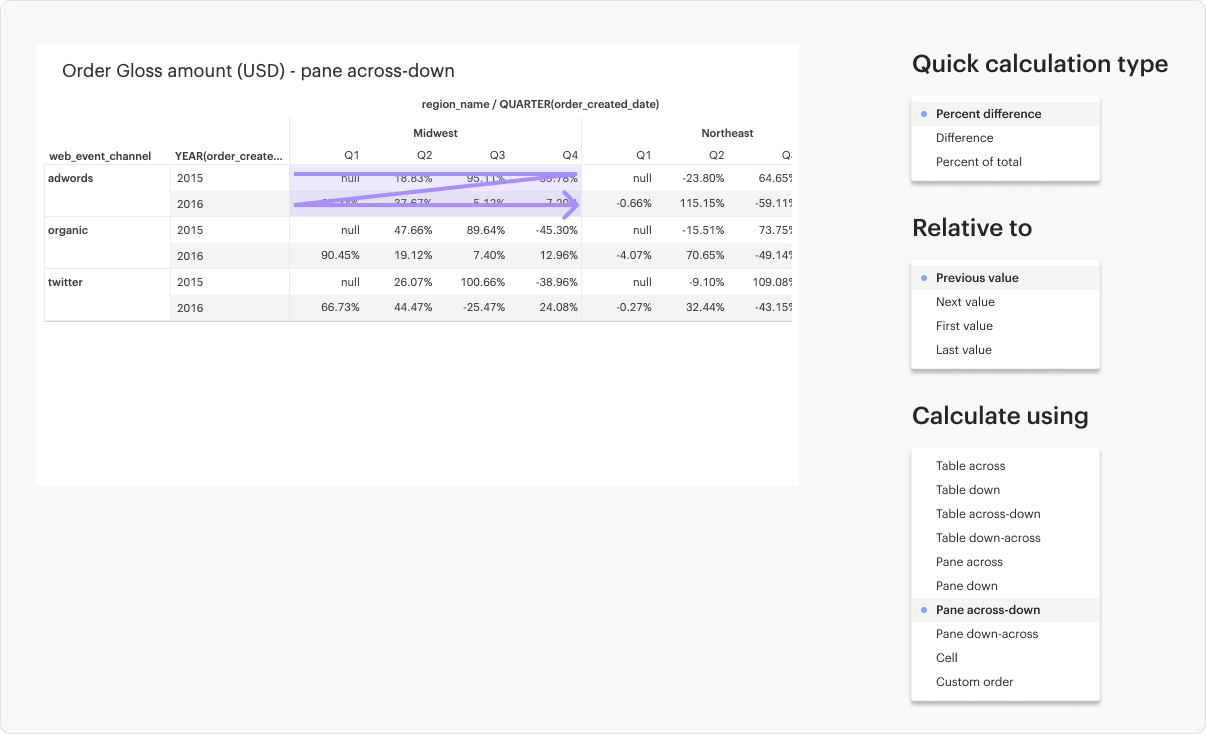 Order Gloss amount (USD) - pane across-down
region_name / QUARTER(order_created_date)
Midwest Northeast
web_event_channel YEAR(order_create... Q1 Q2 Q3 Q4 Q1 Q2
adwords 2015 null 18.83% 95.11% null -23.80% 64.65%
2016 37.67% 5.12% 7.20% -0.66% 115.15% -59.11%
organic 2015 null 47.66% 89.64% -45.30% null -15.51% 73.75%
2016 90.45% 19.12% 7.40% 12.96% -4.07% 70.65% -49.14%
twitter 2015 null 26.07% 100.66% -38.96% null -9.10% 109.08%
2016 66.73% 44.47% -25.47% 24.08% -0.27% 32.44% -43.15%
Quick calculation type
Percent difference
Difference
Percent of total
Relative to
Previous value
Next value
First value
Last value
Calculate using
Table across
Table down
Table across-down
Table down-across
Pane across
Pane down
Pane across-down
Pane down-across
Cell
Custom order